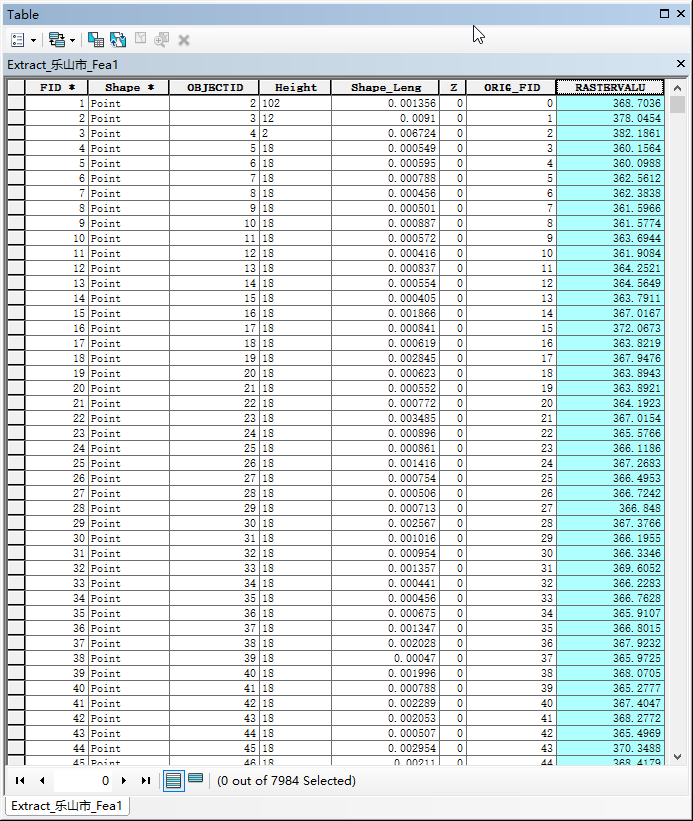 Table
Extract_乐山市_Fea1
FID * Shape * OBJECTID Height Shape_Leng Z ORIG_FID RASTERVALU
1 Point 2 102 0.001356 0 0 368.7036
2 Point 3 12 0.0091 0 1 378.0454
3 Point 4 2 0.006724 0 2 382.1861
4 Point 5 18 0.000549 0 3 360.1564
5 Point 6 18 0.000595 0 4 360.0988
6 Point 7 18 0.000788 0 5 362.5612
7 Point 8 18 0.000456 0 6 362.3838
8 Point 9 18 0.000501 0 7 361.5966
9 Point 10 18 0.000887 0 8 361.5774
10 Point 11 18 0.000572 0 9 363.6944
11 Point 12 18 0.000416 0 10 361.9084
12 Point 13 18 0.000837 0 11 364.2521
13 Point 14 18 0.000554 0 12 364.5649
14 Point 15 18 0.000405 0 13 363.7911
15 Point 16 18 0.001866 0 14 367.0167
16 Point 17 18 0.000841 0 15 372.0673
17 Point 18 18 0.000619 0 16 363.8219
18 Point 19 18 0.002845 0 17 367.9476
19 Point 20 18 0.000623 0 18 363.8943
20 Point 21 18 0.000552 0 19 363.8921
21 Point 22 18 0.000772 0 20 364.1923
22 Point 23 18 0.003485 0 21 367.0154
23 Point 24 18 0.000896 0 22 365.5766
24 Point 25 18 0.000861 0 23 366.1186
25 Point 26 18 0.001416 0 24 367.2683
26 Point 27 18 0.000754 0 25 366.4953
27 Point 28 18 0.000506 0 26 366.7242
28 Point 29 18 0.000713 0 27 366.848
29 Point 30 18 0.002567 0 28 367.3766
30 Point 31 18 0.001016 0 29 366.1955
31 Point 32 18 0.000954 0 30 366.3346
32 Point 33 18 0.001357 0 31 369.6052
33 Point 34 18 0.000441 0 32 366.2283
34 Point 35 18 0.000456 0 33 366.7628
35 Point 36 18 0.000675 0 34 365.9107
36 Point 37 18 0.001347 0 35 366.8015
37 Point 38 18 0.002028 0 36 367.9232
38 Point 39 18 0.00047 0 37 365.9725
39 Point 40 18 0.001996 0 38 368.0705
40 Point 41 18 0.000788 0 39 365.2777
41 Point 42 18 0.002289 0 40 367.4047
42 Point 43 18 0.002053 0 41 368.2772
43 Point 44 18 0.000507 0 42 365.4969
44 Point 45 18 0.002954 0 43 370.3488
45 Point 46 18 0.00211 0 44 368.4179
0 (0 out of 7984 Selected)
Extract_乐山市_Fea1